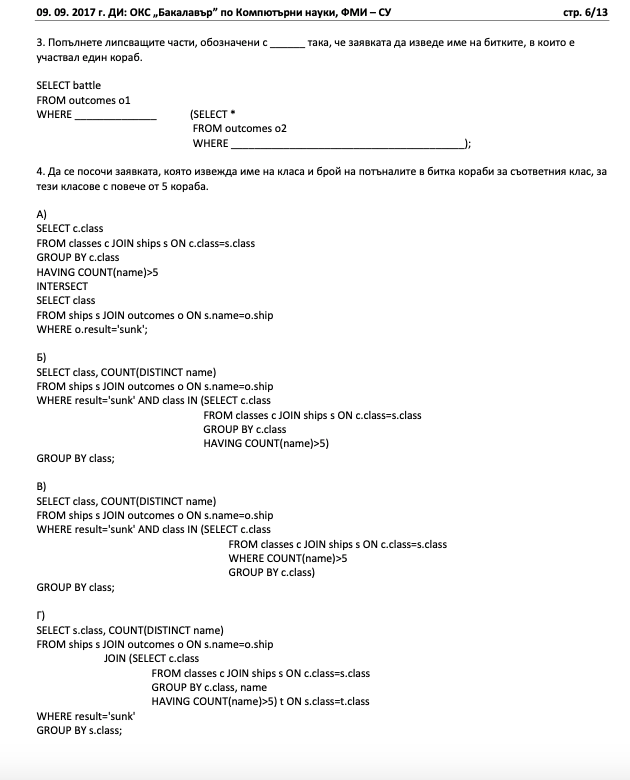 09. 09. 2017 г. ДИ: ОКС „Бакалавър” по Компютърни науки, ФМИ – СУ стр. 6/13
3. Попълнете липсващите части, обозначени с ______ така, че заявката да изведе име на битките, в които е
участвал един кораб.
SELECT battle
FROM outcomes o1
WHERE ______________ (SELECT *
FROM outcomes o2
WHERE ________________________________________);
4. Да се посочи заявката, която извежда име на класа и брой на потъналите в битка кораби за съответния клас, за
тези класове с повече от 5 кораба.
А)
SELECT c.class
FROM classes c JOIN ships s ON c.class=s.class
GROUP BY c.class
HAVING COUNT(name)>5
INTERSECT
SELECT class
FROM ships s JOIN outcomes o ON s.name=o.ship
WHERE o.result='sunk';
Б)
SELECT class, COUNT(DISTINCT name)
FROM ships s JOIN outcomes o ON s.name=o.ship
WHERE result='sunk' AND class IN (SELECT c.class
FROM classes c JOIN ships s ON c.class=s.class
GROUP BY c.class
HAVING COUNT(name)>5)
GROUP BY class;
В)
SELECT class, COUNT(DISTINCT name)
FROM ships s JOIN outcomes o ON s.name=o.ship
WHERE result='sunk' AND class IN (SELECT c.class
FROM classes c JOIN ships s ON c.class=s.class
WHERE COUNT(name)>5
GROUP BY c.class)
GROUP BY class;
Г)
SELECT s.class, COUNT(DISTINCT name)
FROM ships s JOIN outcomes o ON s.name=o.ship
JOIN (SELECT c.class
FROM classes c JOIN ships s ON c.class=s.class
GROUP BY c.class, name
HAVING COUNT(name)>5) t ON s.class=t.class
WHERE result='sunk'
GROUP BY s.class;